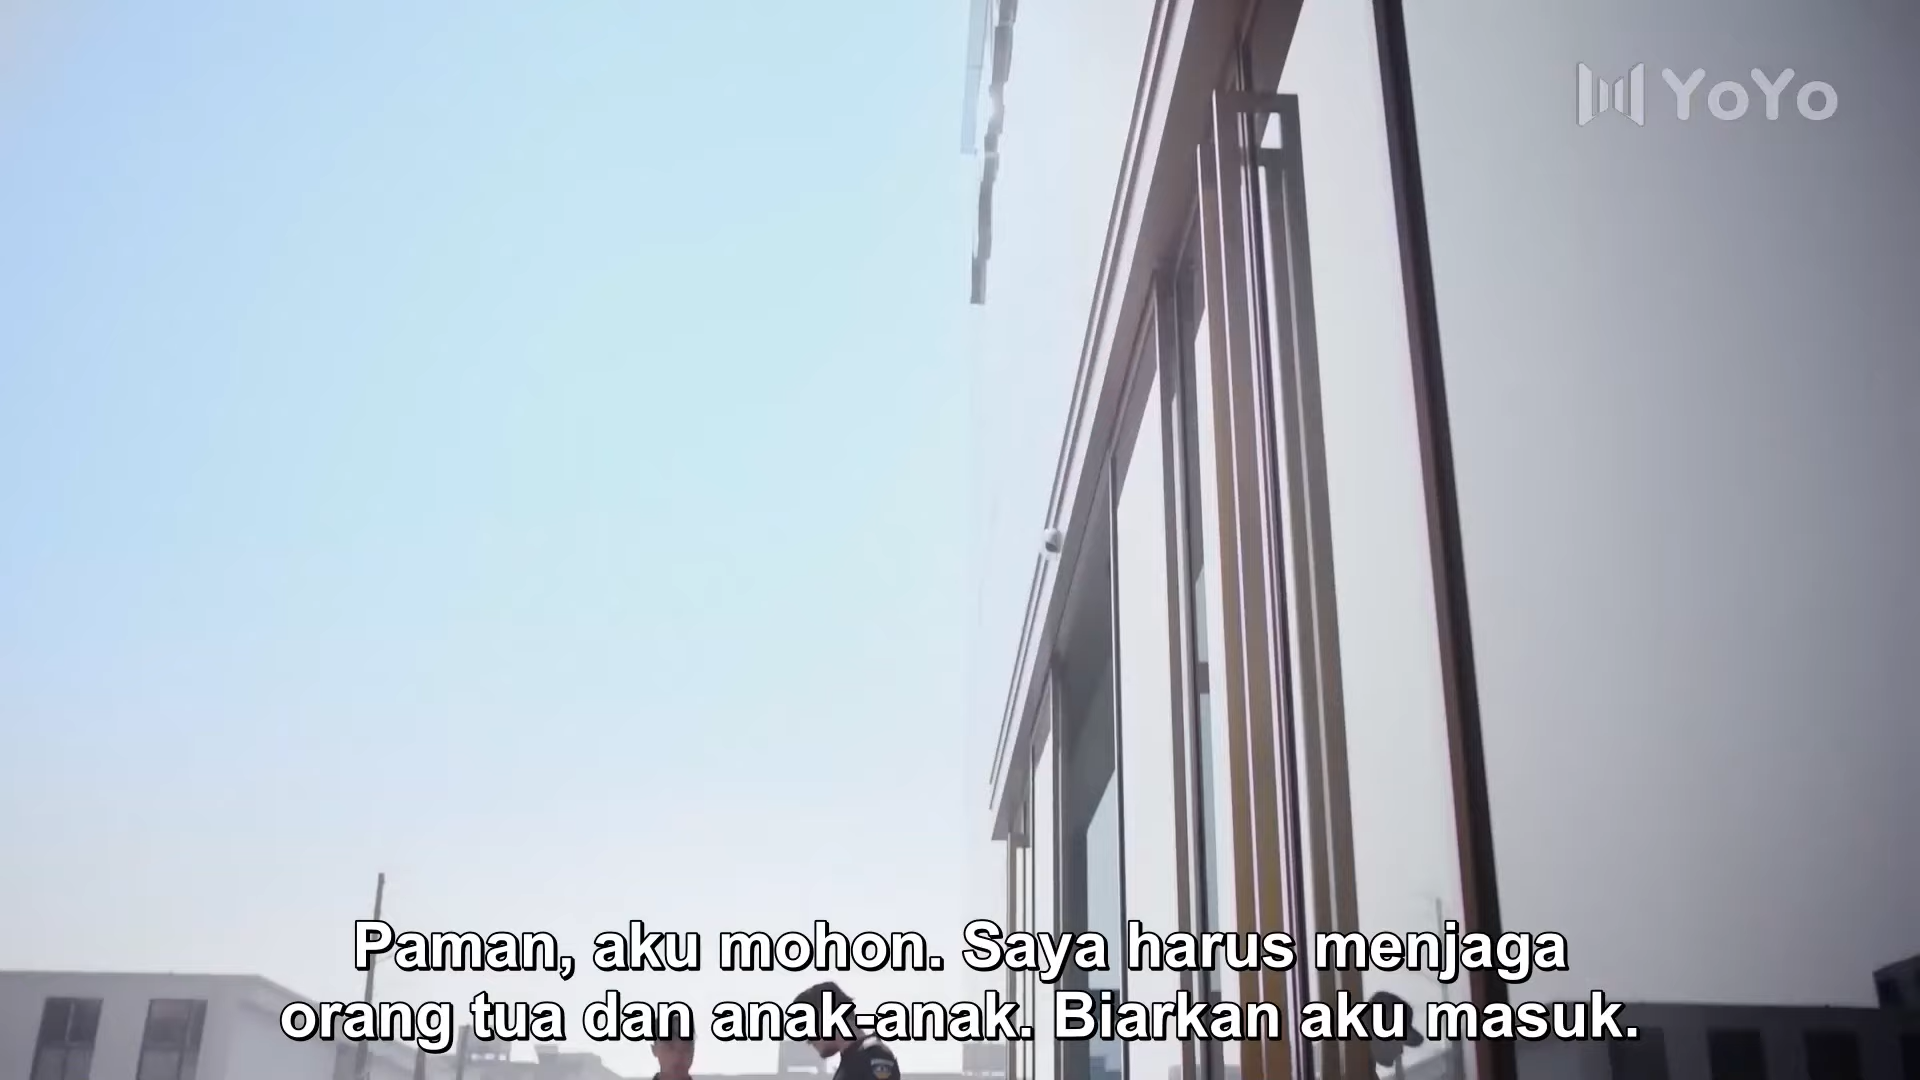 YoYo
Paman, aku mohon. Saya harus menjaga
orang tua dan anak-anak. Biarkan aku masuk.